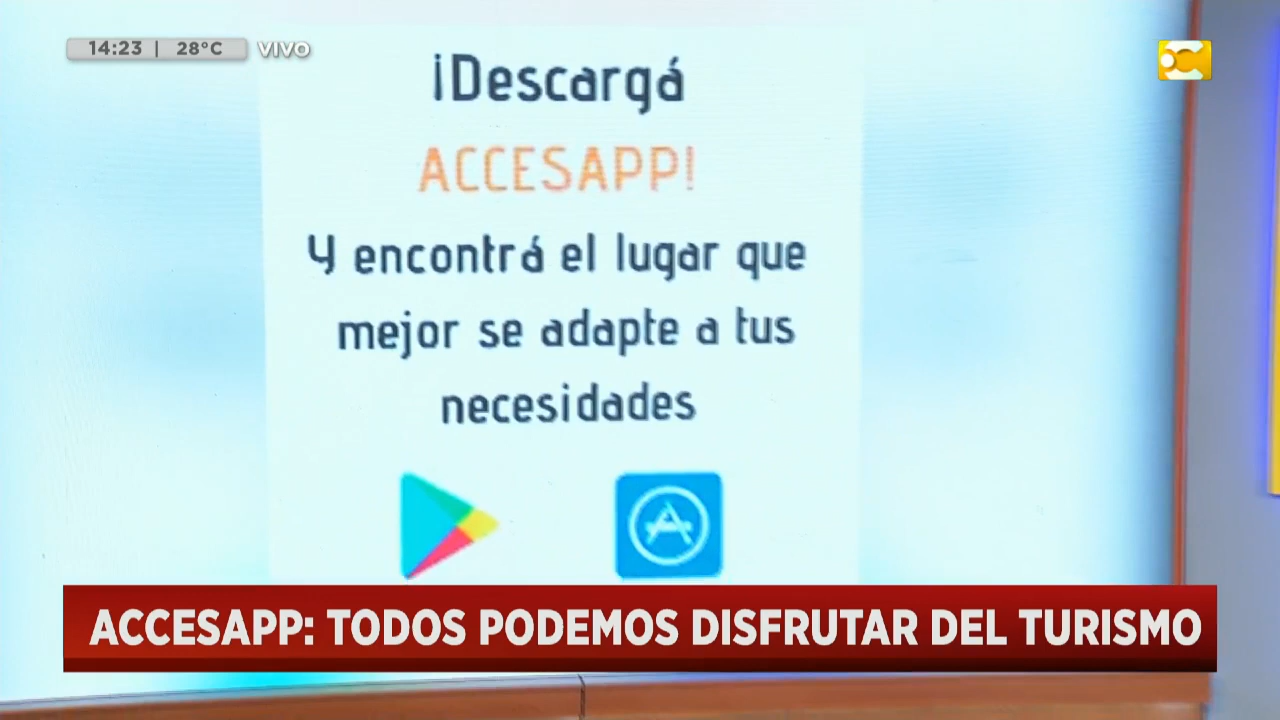 14:23 | 28°C VIVO
¡Descargá
ACCESAPP!
Y encontrá el lugar que
mejor se adapte a tus
necesidades
ACCESAPP: TODOS PODEMOS DISFRUTAR DEL TURISMO